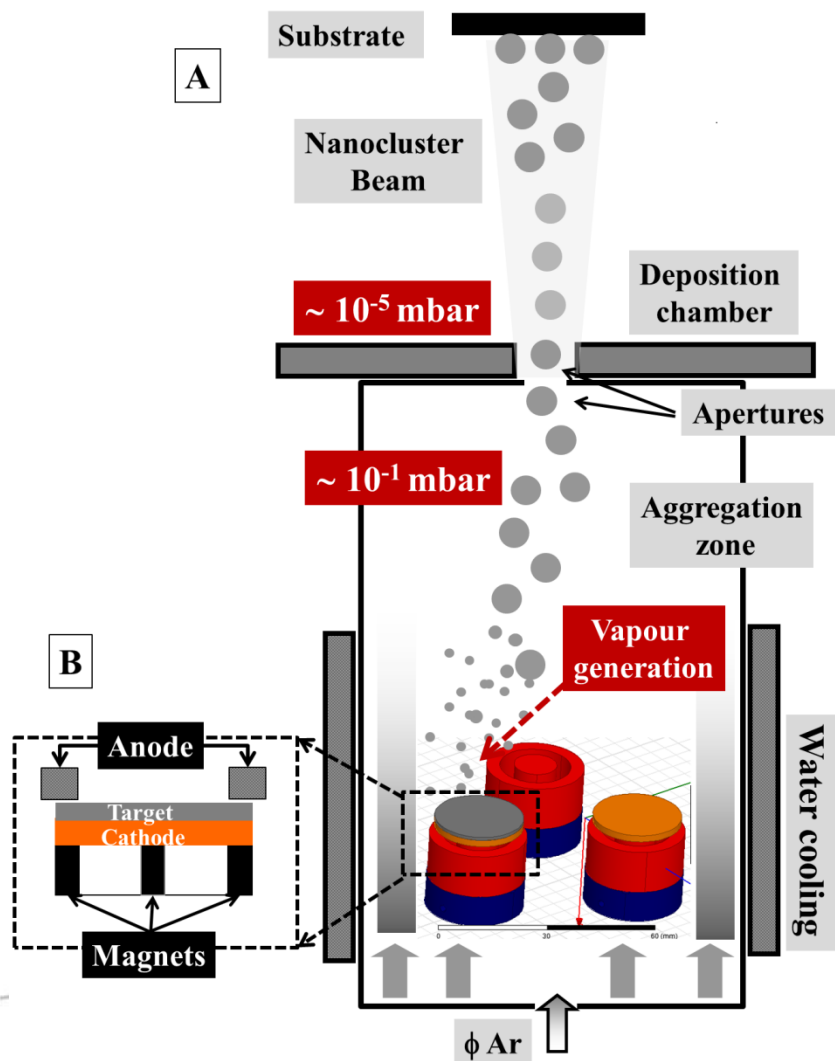 Substrate
A
Nanocluster
Beam
Deposition
chamber
~ 10⁻⁵ mbar
Apertures
~ 10⁻¹ mbar
Aggregation
zone
Vapour
generation
B
Anode
Target
Cathode
Magnets
Water cooling
0 30 60 (mm)
ϕ Ar